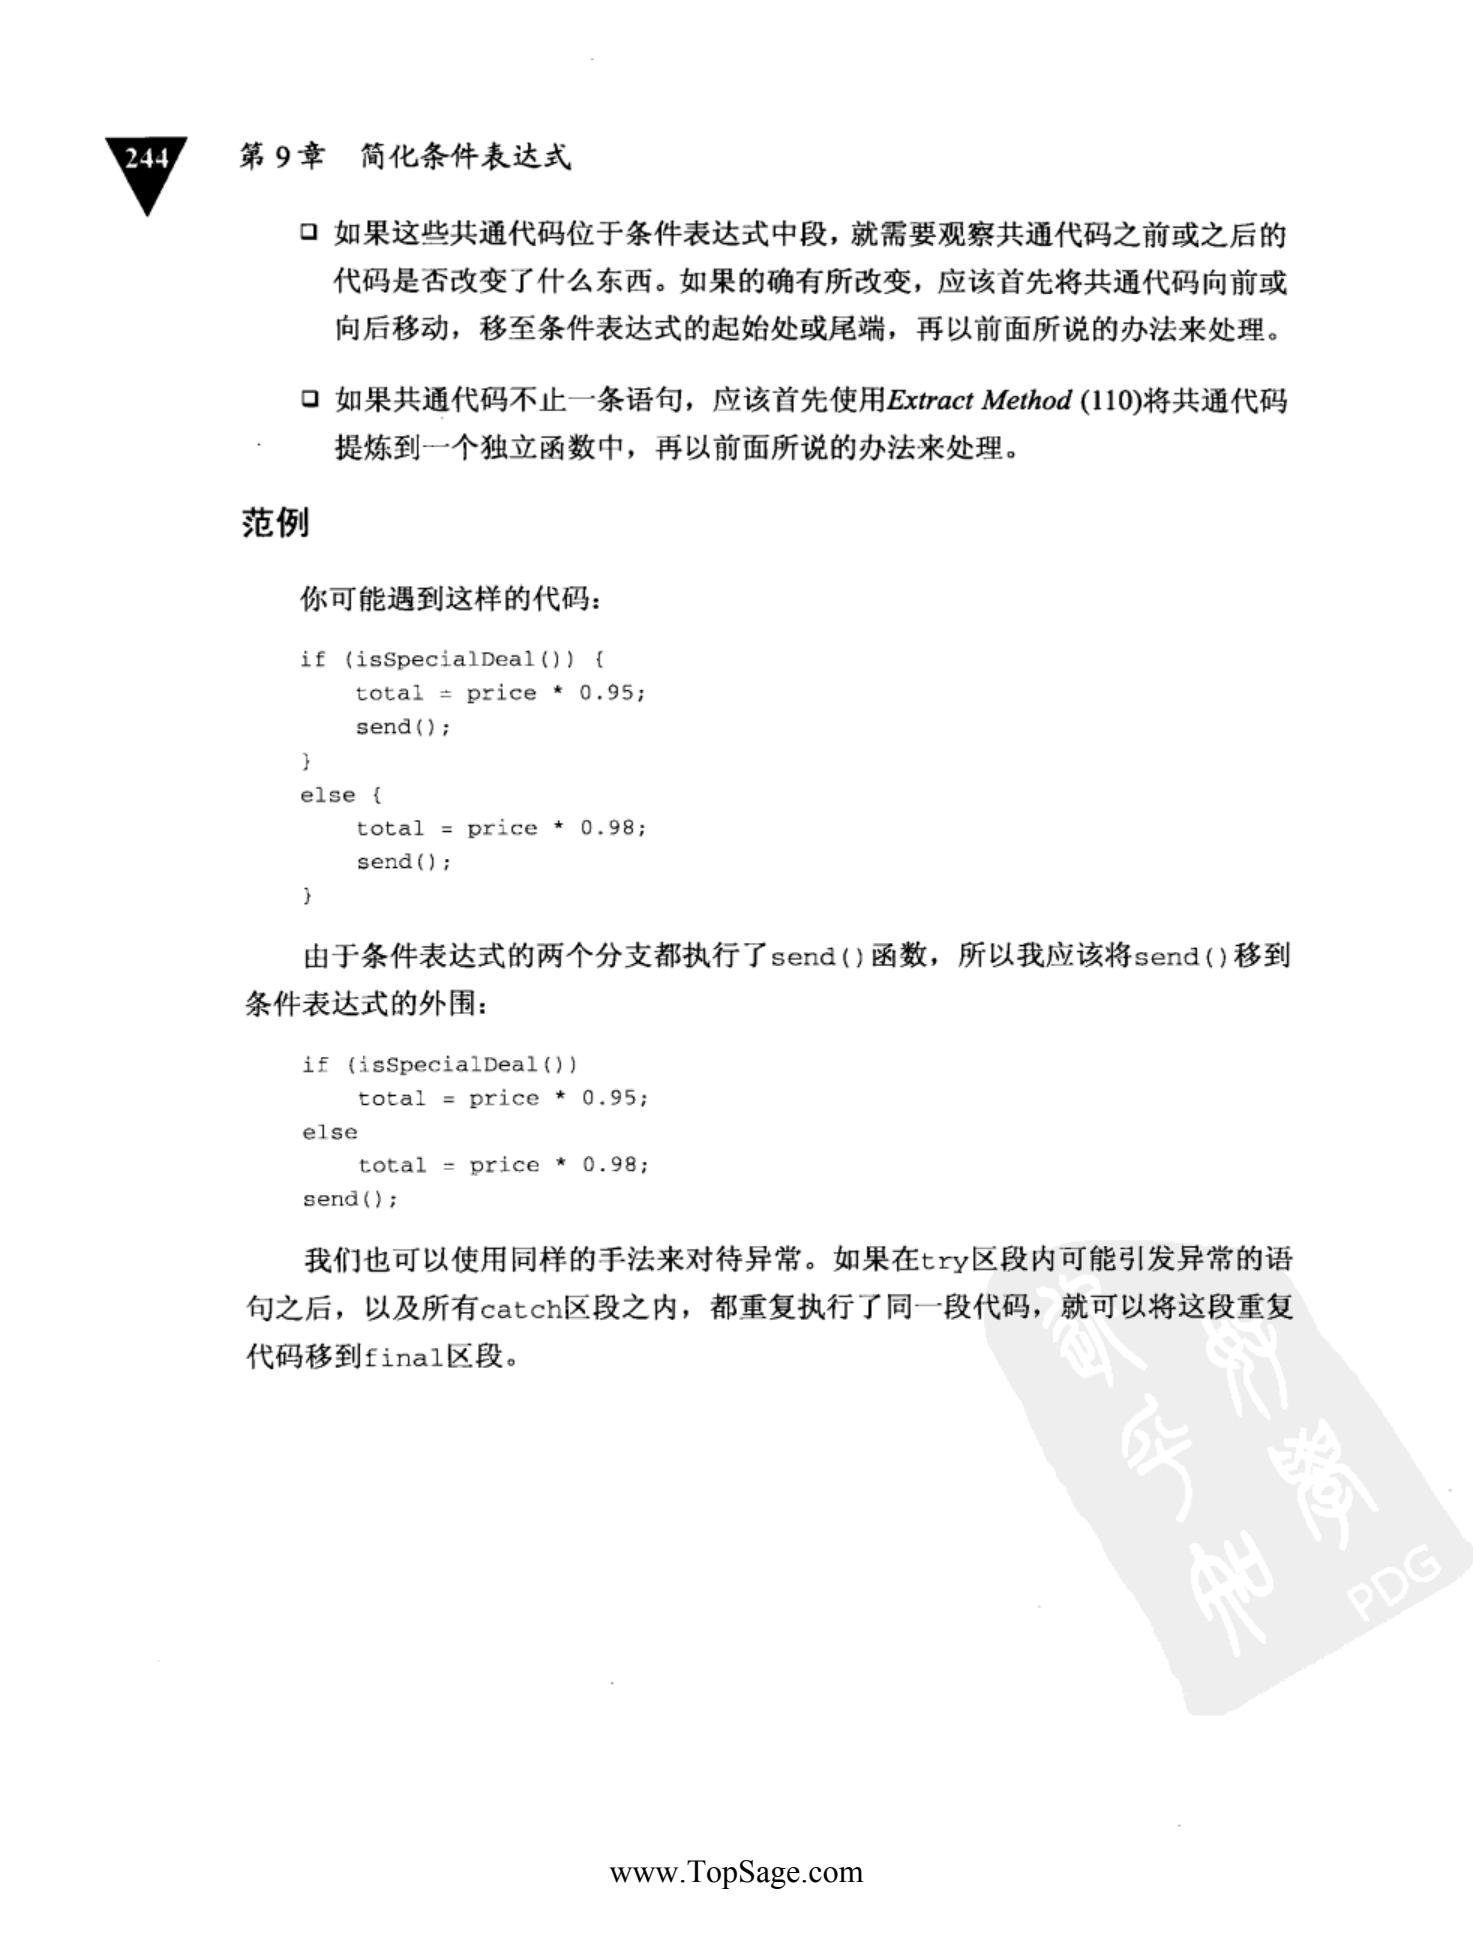 244
第 9 章 简化条件表达式
❑ 如果这些共通代码位于条件表达式中段，就需要观察共通代码之前或之后的
代码是否改变了什么东西。如果的确有所改变，应该首先将共通代码向前或
向后移动，移至条件表达式的起始处或尾端，再以前面所说的办法来处理。
❑ 如果共通代码不止一条语句，应该首先使用Extract Method (110)将共通代码
提炼到一个独立函数中，再以前面所说的办法来处理。
范例
你可能遇到这样的代码：
if (isSpecialDeal()) {
    total = price * 0.95;
    send();
}
else {
    total = price * 0.98;
    send();
}
由于条件表达式的两个分支都执行了send()函数，所以我应该将send()移到
条件表达式的外围：
if (isSpecialDeal())
    total = price * 0.95;
else
    total = price * 0.98;
send();
我们也可以使用同样的手法来对待异常。如果在try区段内可能引发异常的语
句之后，以及所有catch区段之内，都重复执行了同一段代码，就可以将这段重复
代码移到final区段。
PDG
www.TopSage.com